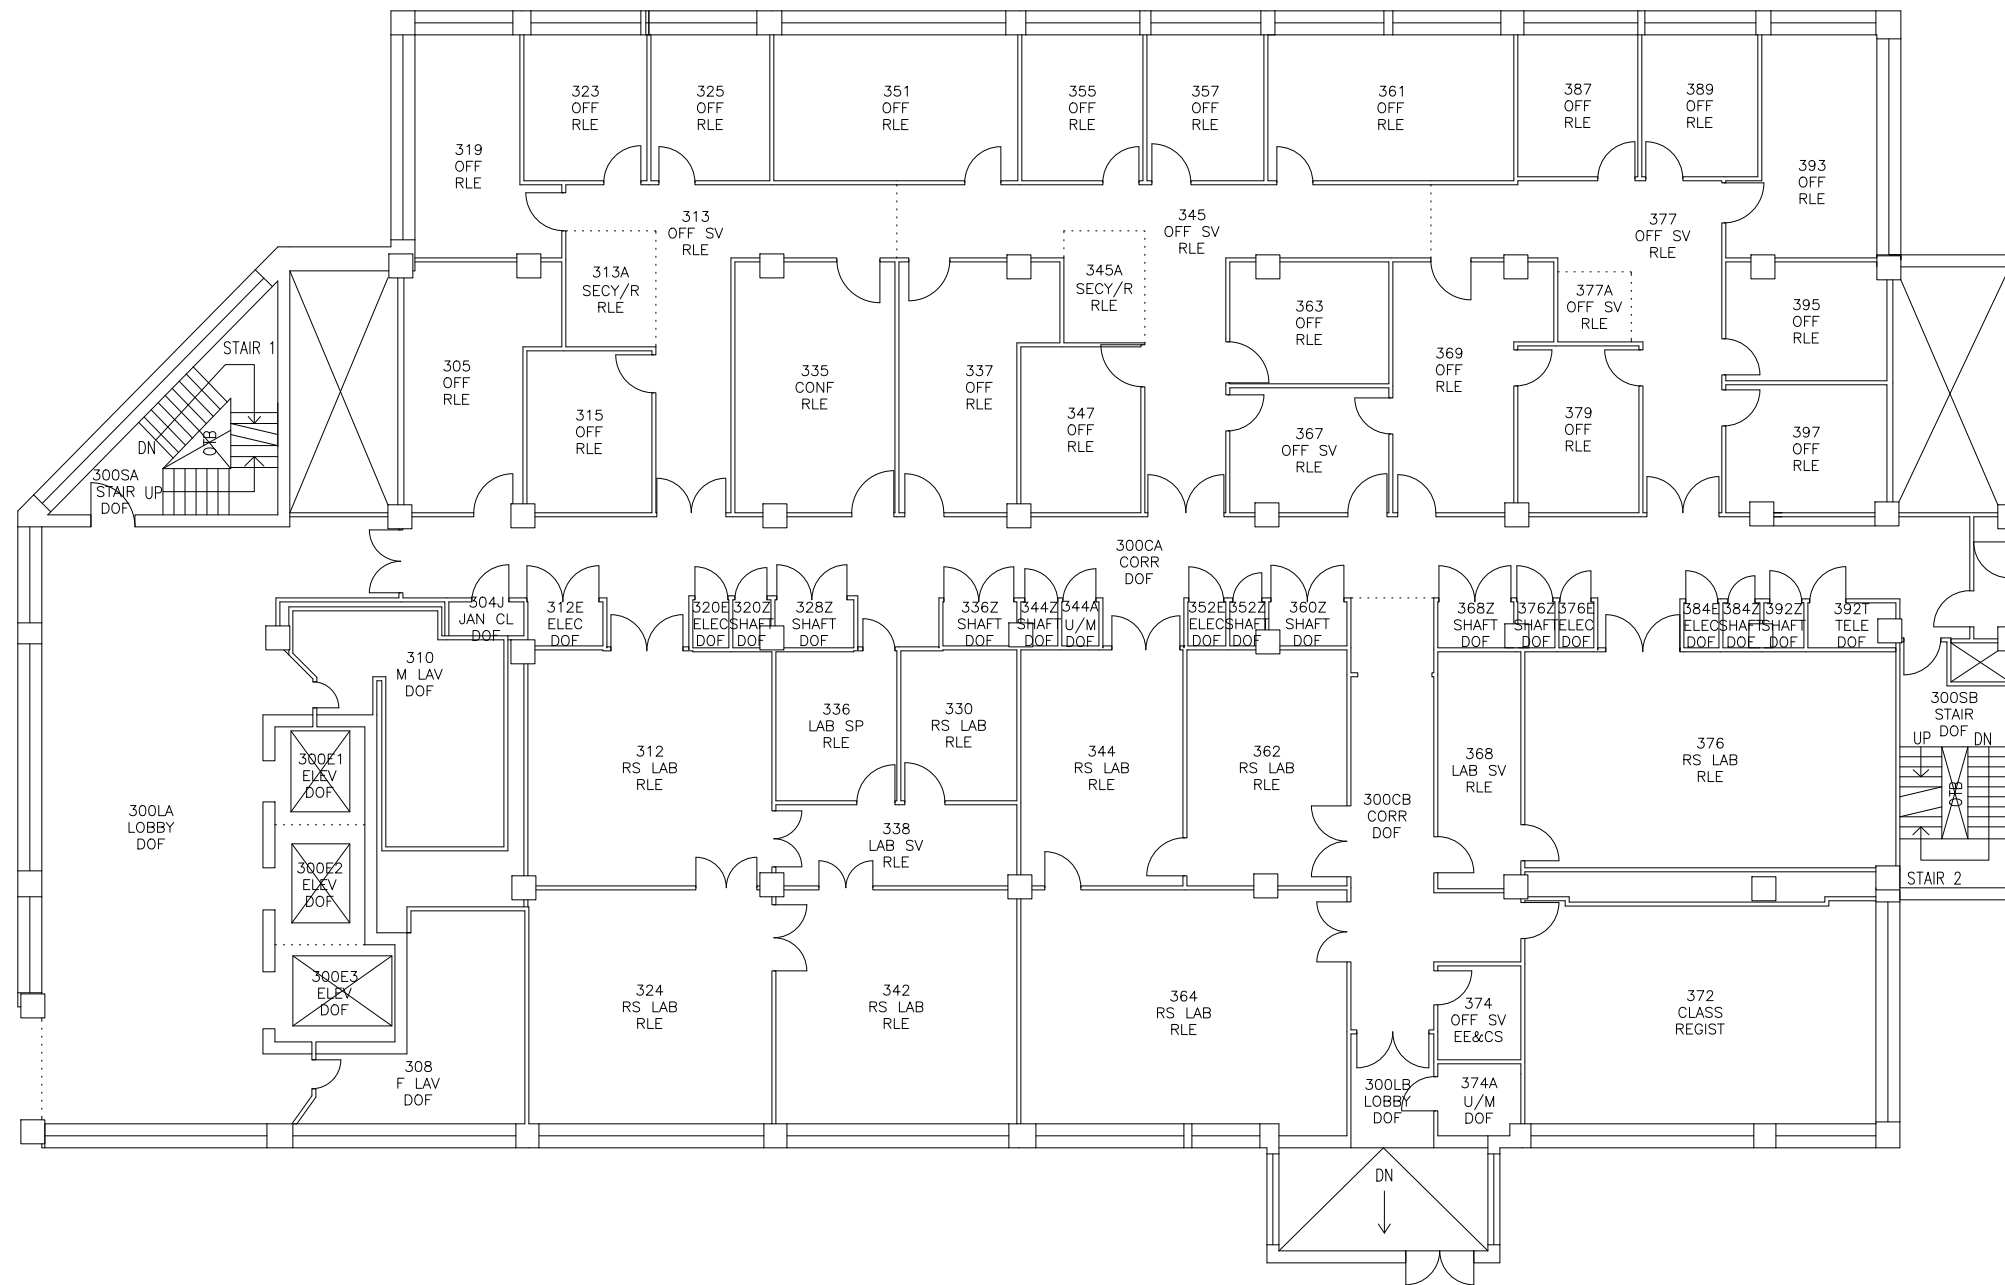 323
OFF
RLE
325
OFF
RLE
351
OFF
RLE
355
OFF
RLE
357
OFF
RLE
361
OFF
RLE
387
OFF
RLE
389
OFF
RLE
319
OFF
RLE
393
OFF
RLE
313
OFF SV
RLE
345
OFF SV
RLE
377
OFF SV
RLE
313A
SECY/R
RLE
345A
SECY/R
RLE
377A
OFF SV
RLE
363
OFF
RLE
395
OFF
RLE
STAIR 1
305
OFF
RLE
335
CONF
RLE
337
OFF
RLE
369
OFF
RLE
315
OFF
RLE
347
OFF
RLE
367
OFF SV
RLE
379
OFF
RLE
397
OFF
RLE
DN
OTB
300SA
STAIR
DOF
UP
300CA
CORR
DOF
304J
JAN CL
DOF
312E
ELEC
DOF
320E
ELEC
DOF
320Z
SHAFT
DOF
328Z
SHAFT
DOF
336Z
SHAFT
DOF
344Z
SHAFT
DOF
344A
U/M
DOF
352E
ELEC
DOF
352Z
SHAFT
DOF
360Z
SHAFT
DOF
368Z
SHAFT
DOF
376Z
SHAFT
DOF
376E
ELEC
DOF
384E
ELEC
DOF
384Z
SHAFT
DOF
392Z
SHAFT
DOF
392T
TELE
DOF
310
M LAV
DOF
336
LAB SP
RLE
330
RS LAB
RLE
300SB
STAIR
DOF
UP
DN
OTB
STAIR 2
300E1
ELEV
DOF
312
RS LAB
RLE
344
RS LAB
RLE
362
RS LAB
RLE
368
LAB SV
RLE
376
RS LAB
RLE
300LA
LOBBY
DOF
338
LAB SV
RLE
300CB
CORR
DOF
300E2
ELEV
DOF
300E3
ELEV
DOF
324
RS LAB
RLE
342
RS LAB
RLE
364
RS LAB
RLE
374
OFF SV
EE&CS
372
CLASS
REGIST
308
F LAV
DOF
300LB
LOBBY
DOF
374A
U/M
DOF
DN